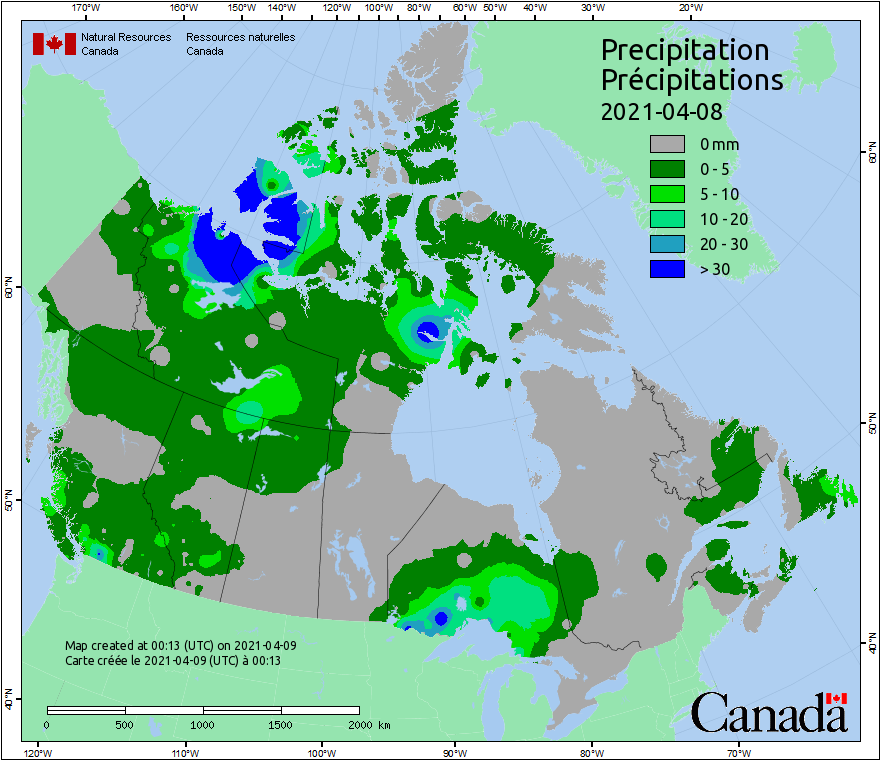 170°W 160°W 150°W 140°W 130°W 120°W 110°W 100°W 90°W 80°W 70°W 60°W 50°W 40°W 30°W 20°W
Natural Resources Canada
Ressources naturelles Canada
Precipitation
Précipitations
2021-04-08
0 mm
0 - 5
5 - 10
10 - 20
20 - 30
> 30
60°N
50°N
40°N
60°N
50°N
40°N
Map created at 00:13 (UTC) on 2021-04-09
Carte créée le 2021-04-09 (UTC) à 00:13
0 500 1000 1500 2000 km
Canada
120°W 110°W 100°W 90°W 80°W 70°W